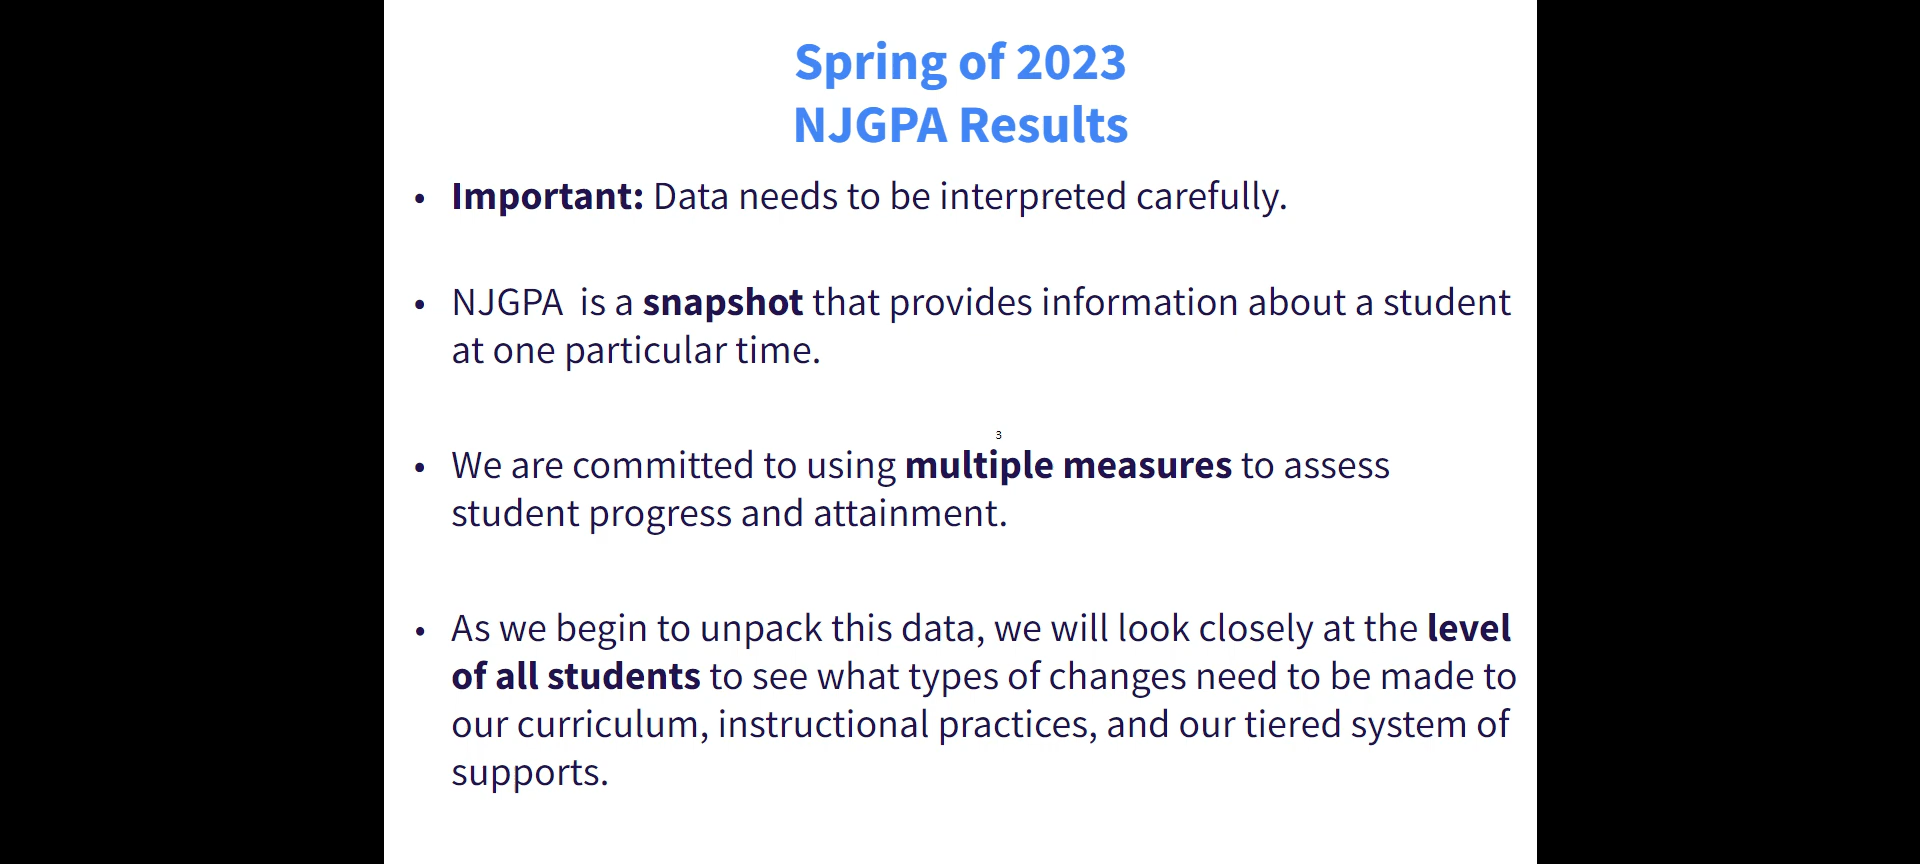 Spring of 2023
NJGPA Results
• Important: Data needs to be interpreted carefully.
• NJGPA  is a snapshot that provides information about a student
at one particular time.
3
• We are committed to using multiple measures to assess
student progress and attainment.
• As we begin to unpack this data, we will look closely at the level
of all students to see what types of changes need to be made to
our curriculum, instructional practices, and our tiered system of
supports.